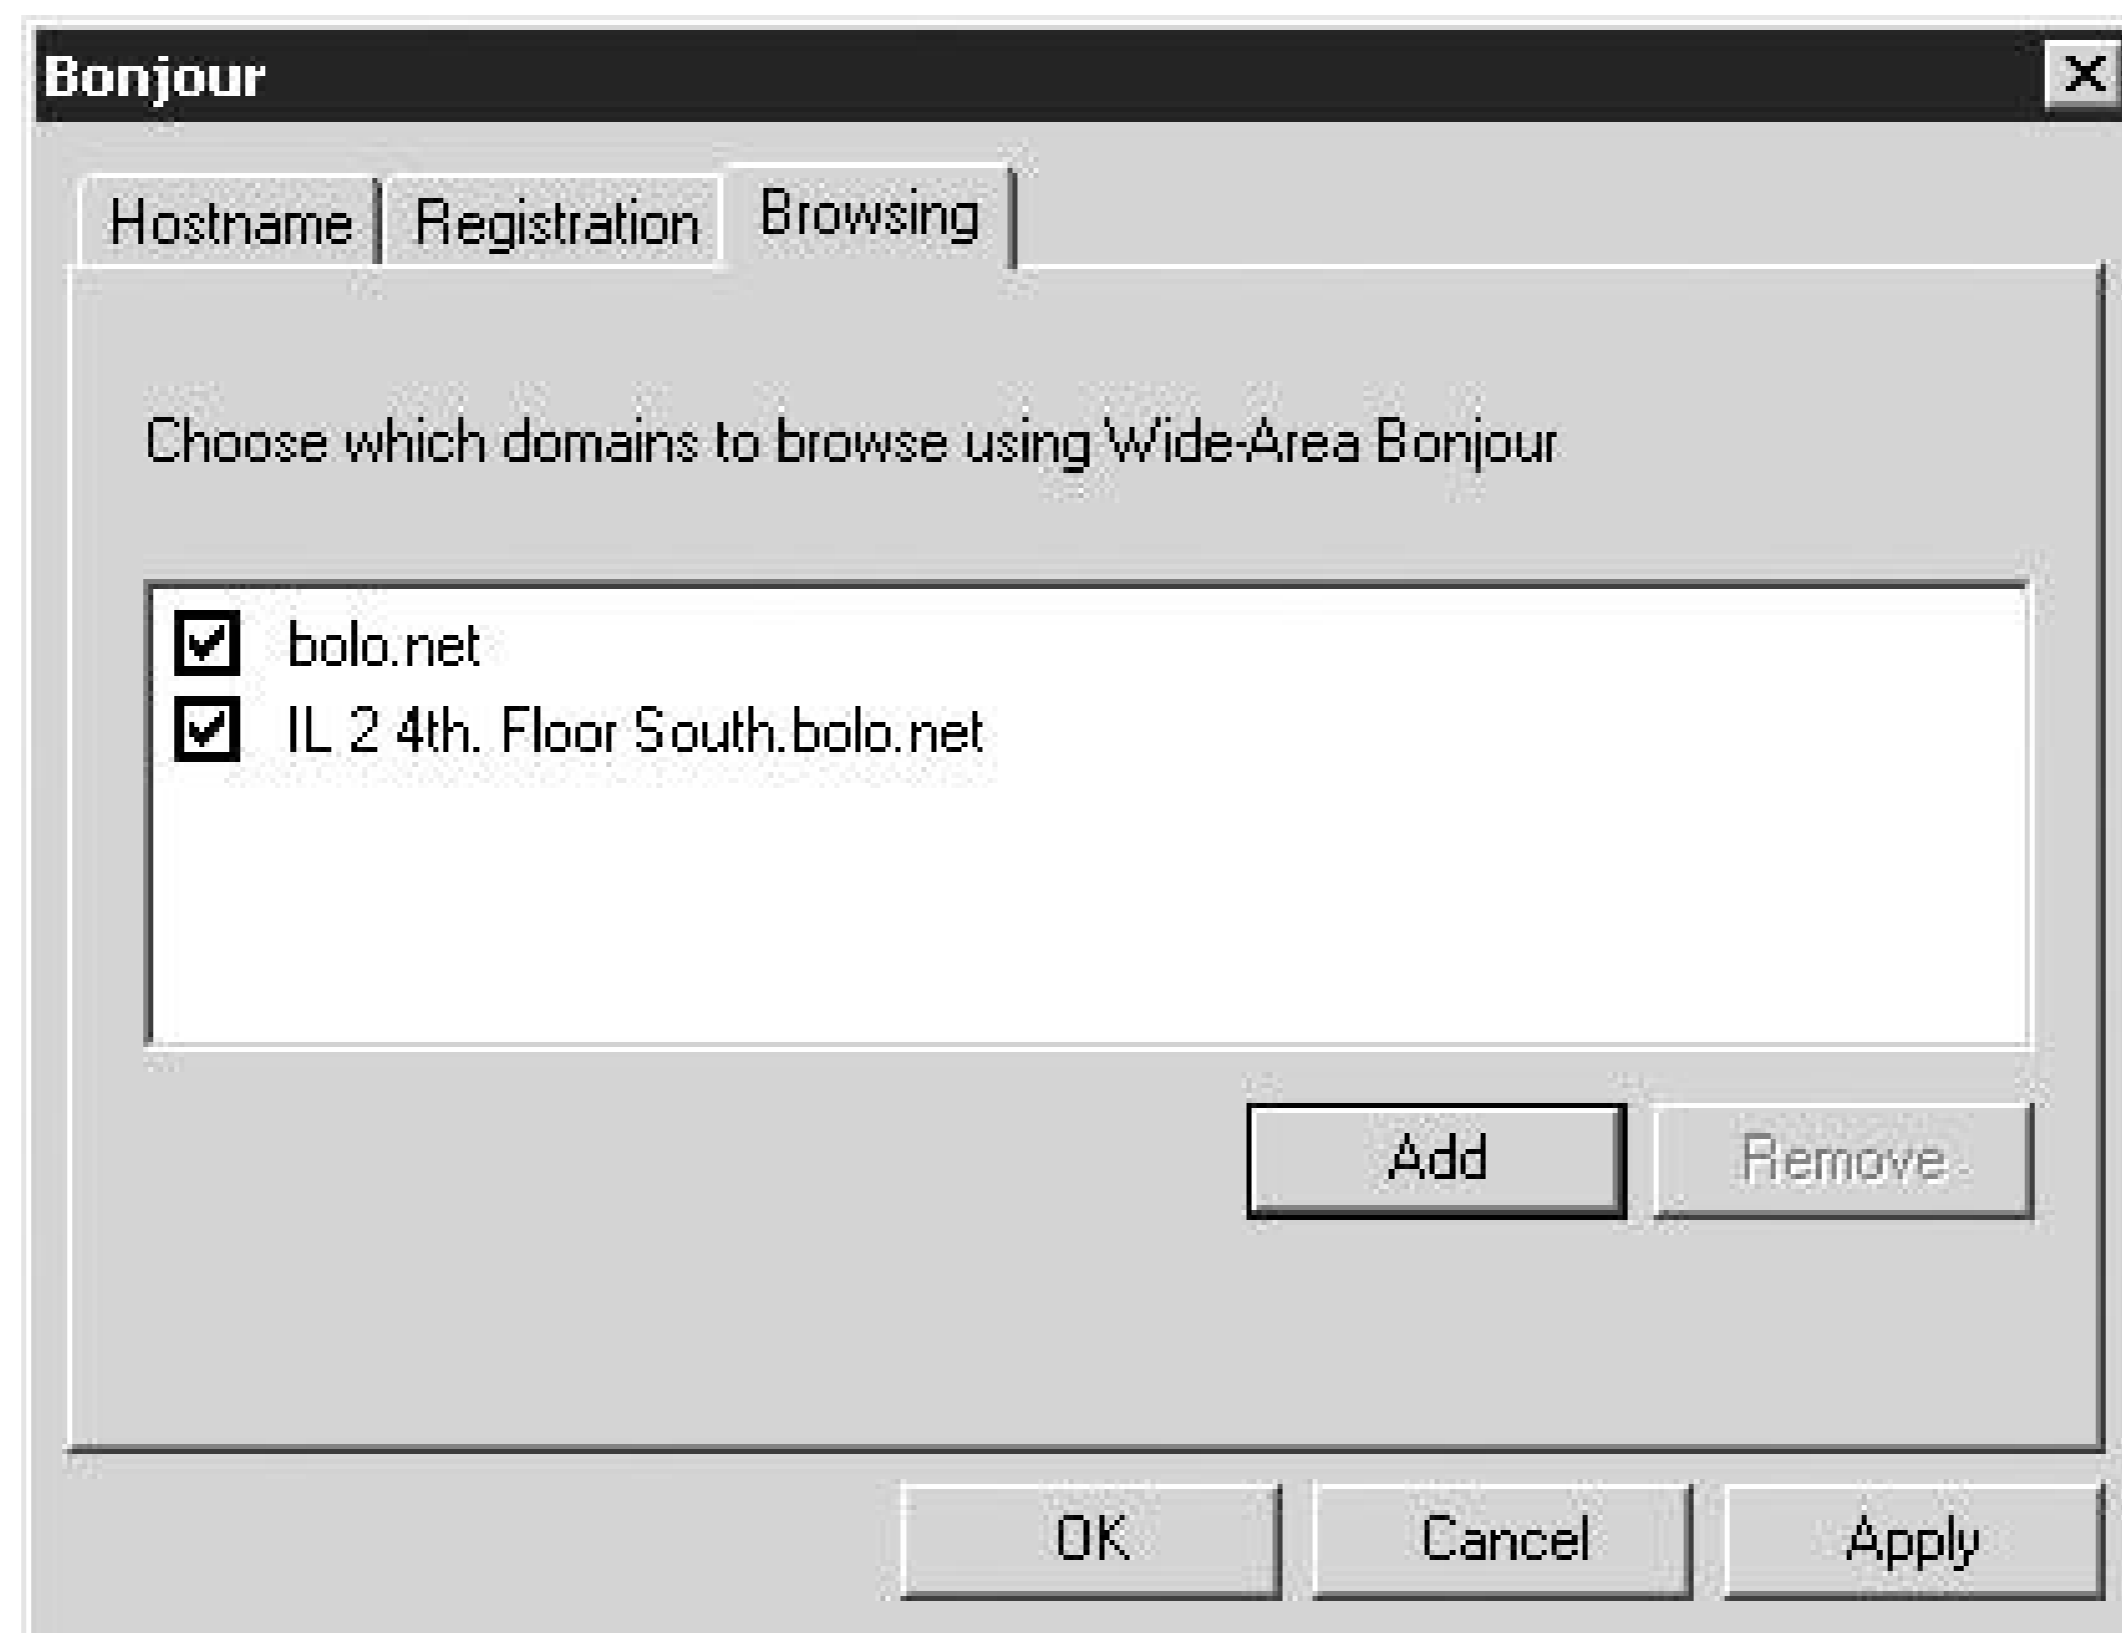 Bonjour
Hostname Registration Browsing
Choose which domains to browse using Wide-Area Bonjour
bolo.net
IL 2 4th. Floor South.bolo.net
Add Remove
OK Cancel Apply